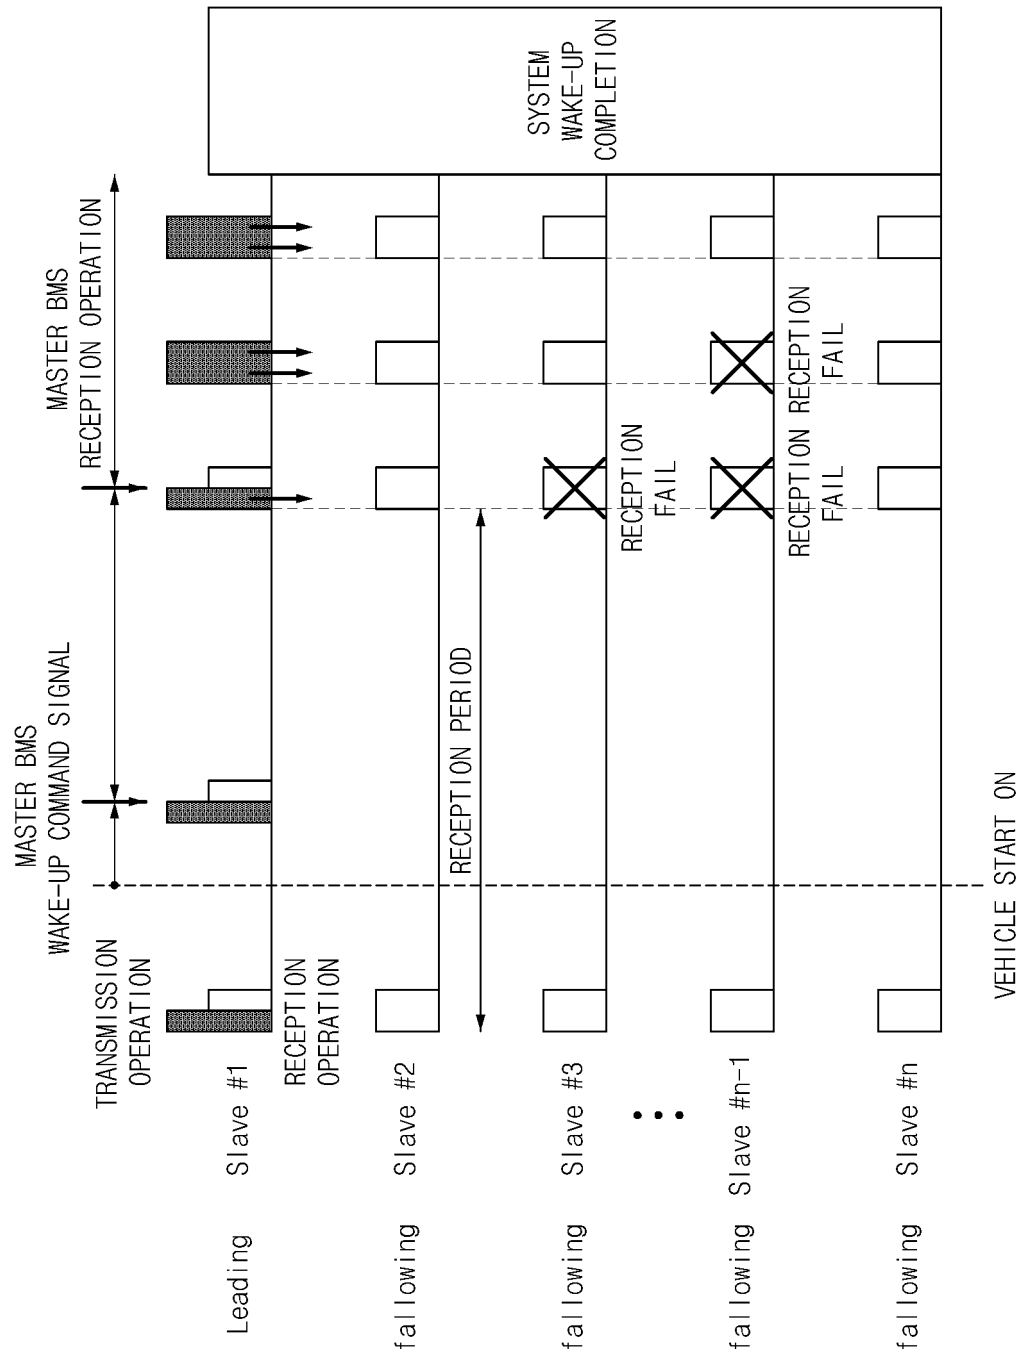 MASTER BMS
WAKE-UP COMMAND SIGNAL
MASTER BMS
RECEPTION OPERATION
TRANSMISSION
OPERATION
Leading
Slave #1
RECEPTION
OPERATION
fallowing
Slave #2
RECEPTION PERIOD
fallowing
Slave #3
RECEPTION
FAIL
fallowing
Slave #n-1
RECEPTION
FAIL
RECEPTION
FAIL
fallowing
Slave #n
SYSTEM
WAKE-UP
COMPLETION
VEHICLE START ON